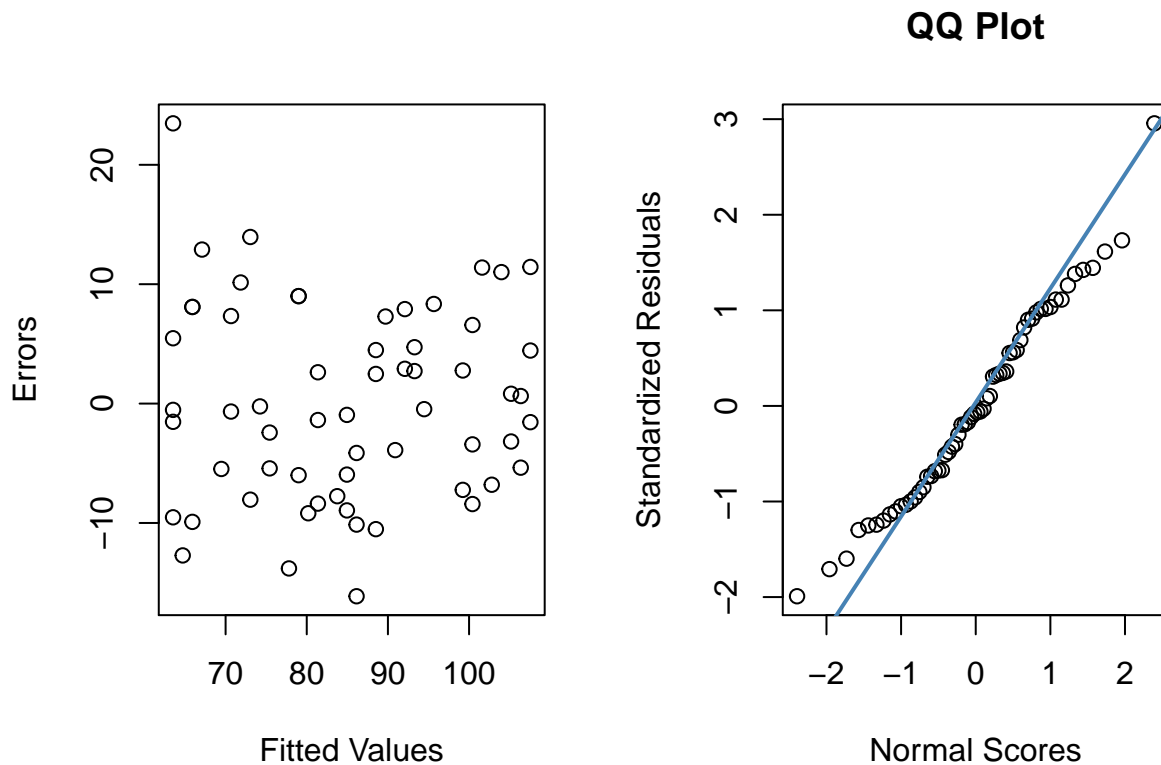 QQ Plot
Errors
20
10
0
−10
70 80 90 100
Fitted Values
Standardized Residuals
3
2
1
0
−1
−2
−2 −1 0 1 2
Normal Scores